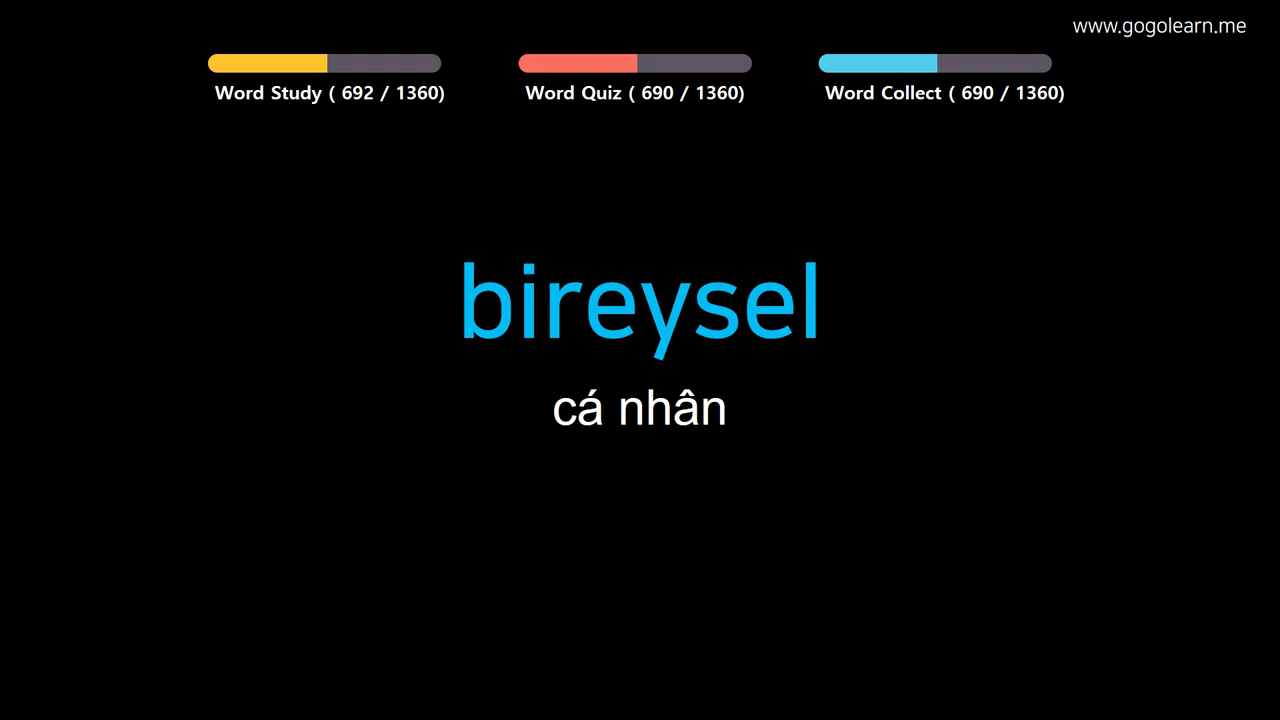 www.gogolearn.me
Word Study ( 692 / 1360)
Word Quiz ( 690 / 1360)
Word Collect ( 690 / 1360)
bireysel
cá nhân